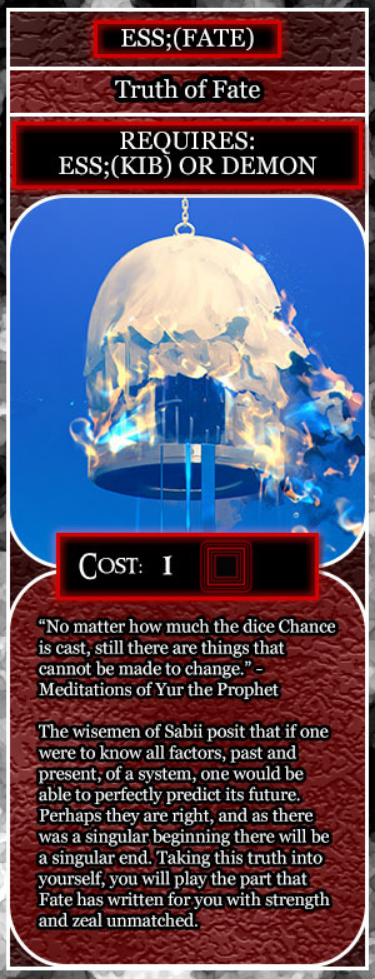 ESS;(FATE)
Truth of Fate
REQUIRES:
ESS;(KIB) OR DEMON
Cost: 1
“No matter how much the dice Chance
is cast, still there are things that
cannot be made to change.” -
Meditations of Yur the Prophet
The wisemen of Sabii posit that if one
were to know all factors, past and
present, of a system, one would be
able to perfectly predict its future.
Perhaps they are right, and as there
was a singular beginning there will be
a singular end. Taking this truth into
yourself, you will play the part that
Fate has written for you with strength
and zeal unmatched.